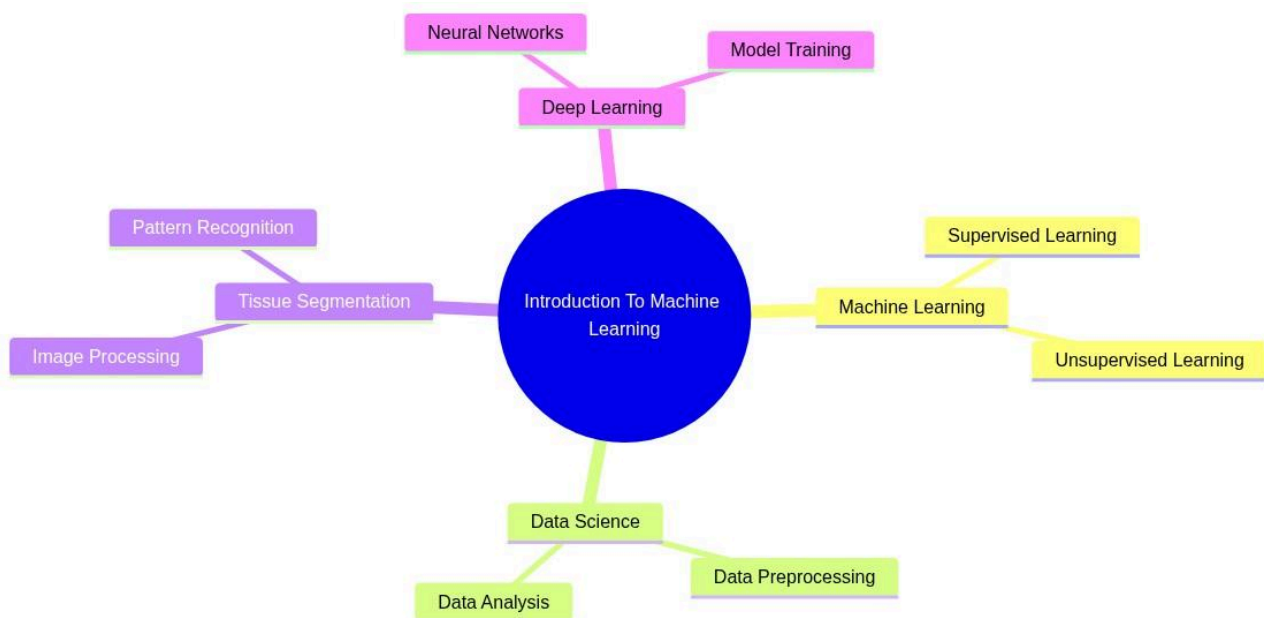 Neural Networks
Model Training
Deep Learning
Pattern Recognition
Supervised Learning
Tissue Segmentation
Introduction To Machine
Learning
Machine Learning
Image Processing
Unsupervised Learning
Data Science
Data Preprocessing
Data Analysis